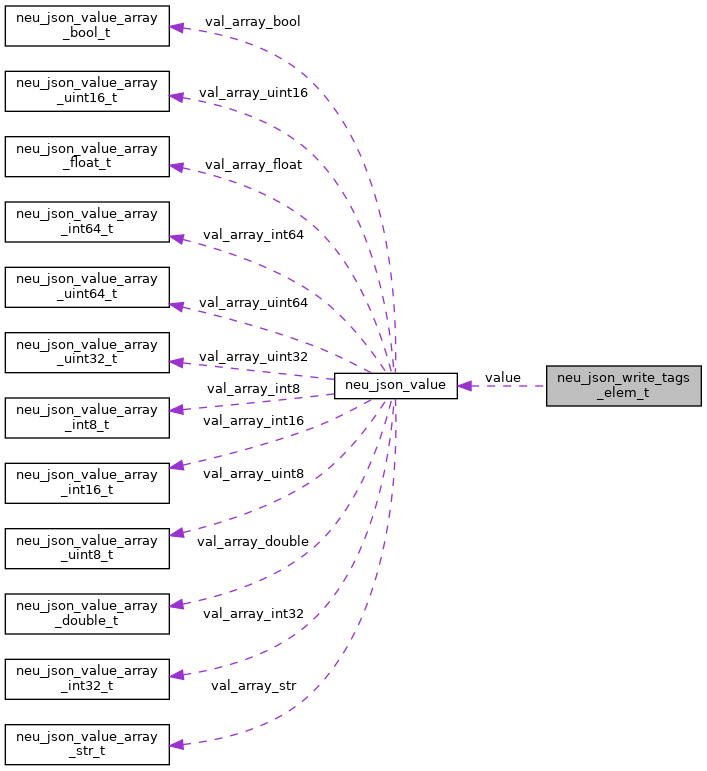 neu_json_value_array
_bool_t
val_array_bool
neu_json_value_array
_uint16_t
val_array_uint16
neu_json_value_array
_float_t
val_array_float
neu_json_value_array
_int64_t
val_array_int64
neu_json_value_array
_uint64_t
val_array_uint64
neu_json_value_array
_uint32_t
val_array_uint32
neu_json_value_array
_int8_t
val_array_int8
neu_json_value_array
_int16_t
val_array_int16
neu_json_value_array
_uint8_t
val_array_uint8
neu_json_value_array
_double_t
val_array_double
neu_json_value_array
_int32_t
val_array_int32
neu_json_value_array
_str_t
val_array_str
neu_json_value
value
neu_json_write_tags
_elem_t